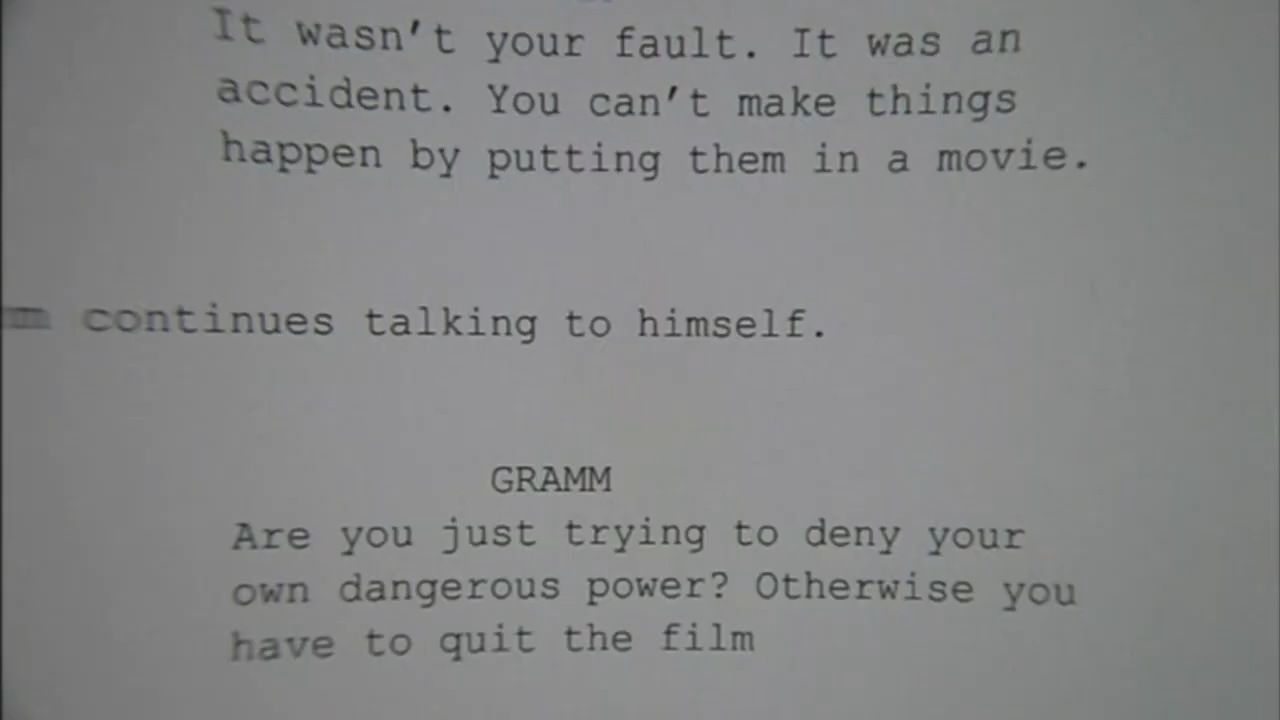 It wasn't your fault. It was an
accident. You can't make things
happen by putting them in a movie.
continues talking to himself.
GRAMM
Are you just trying to deny your
own dangerous power? Otherwise you
have to quit the film